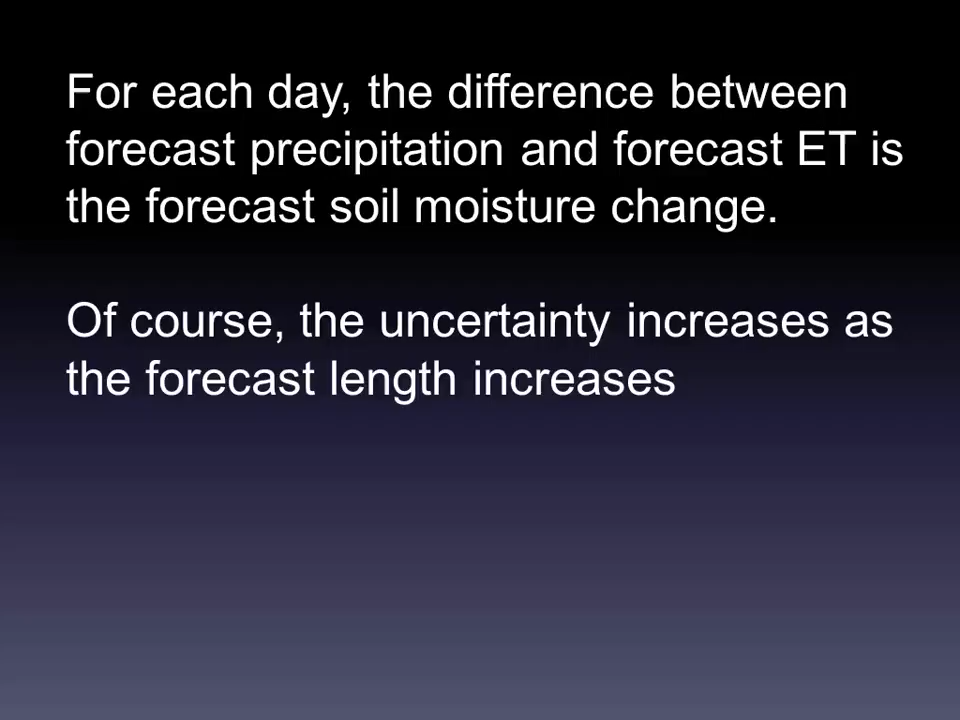 For each day, the difference between
forecast precipitation and forecast ET is
the forecast soil moisture change.
Of course, the uncertainty increases as
the forecast length increases